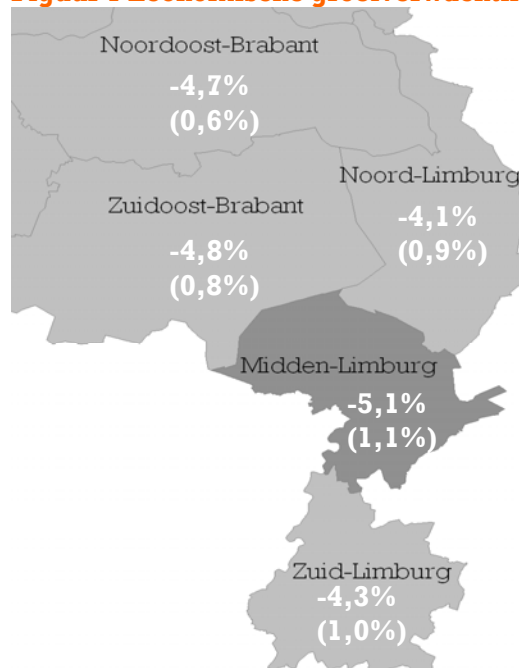 Noordoost-Brabant
-4,7%
(0,6%)
Noord-Limburg
-4,1%
(0,9%)
Zuidoost-Brabant
-4,8%
(0,8%)
Midden-Limburg
-5,1%
(1,1%)
Zuid-Limburg
-4,3%
(1,0%)